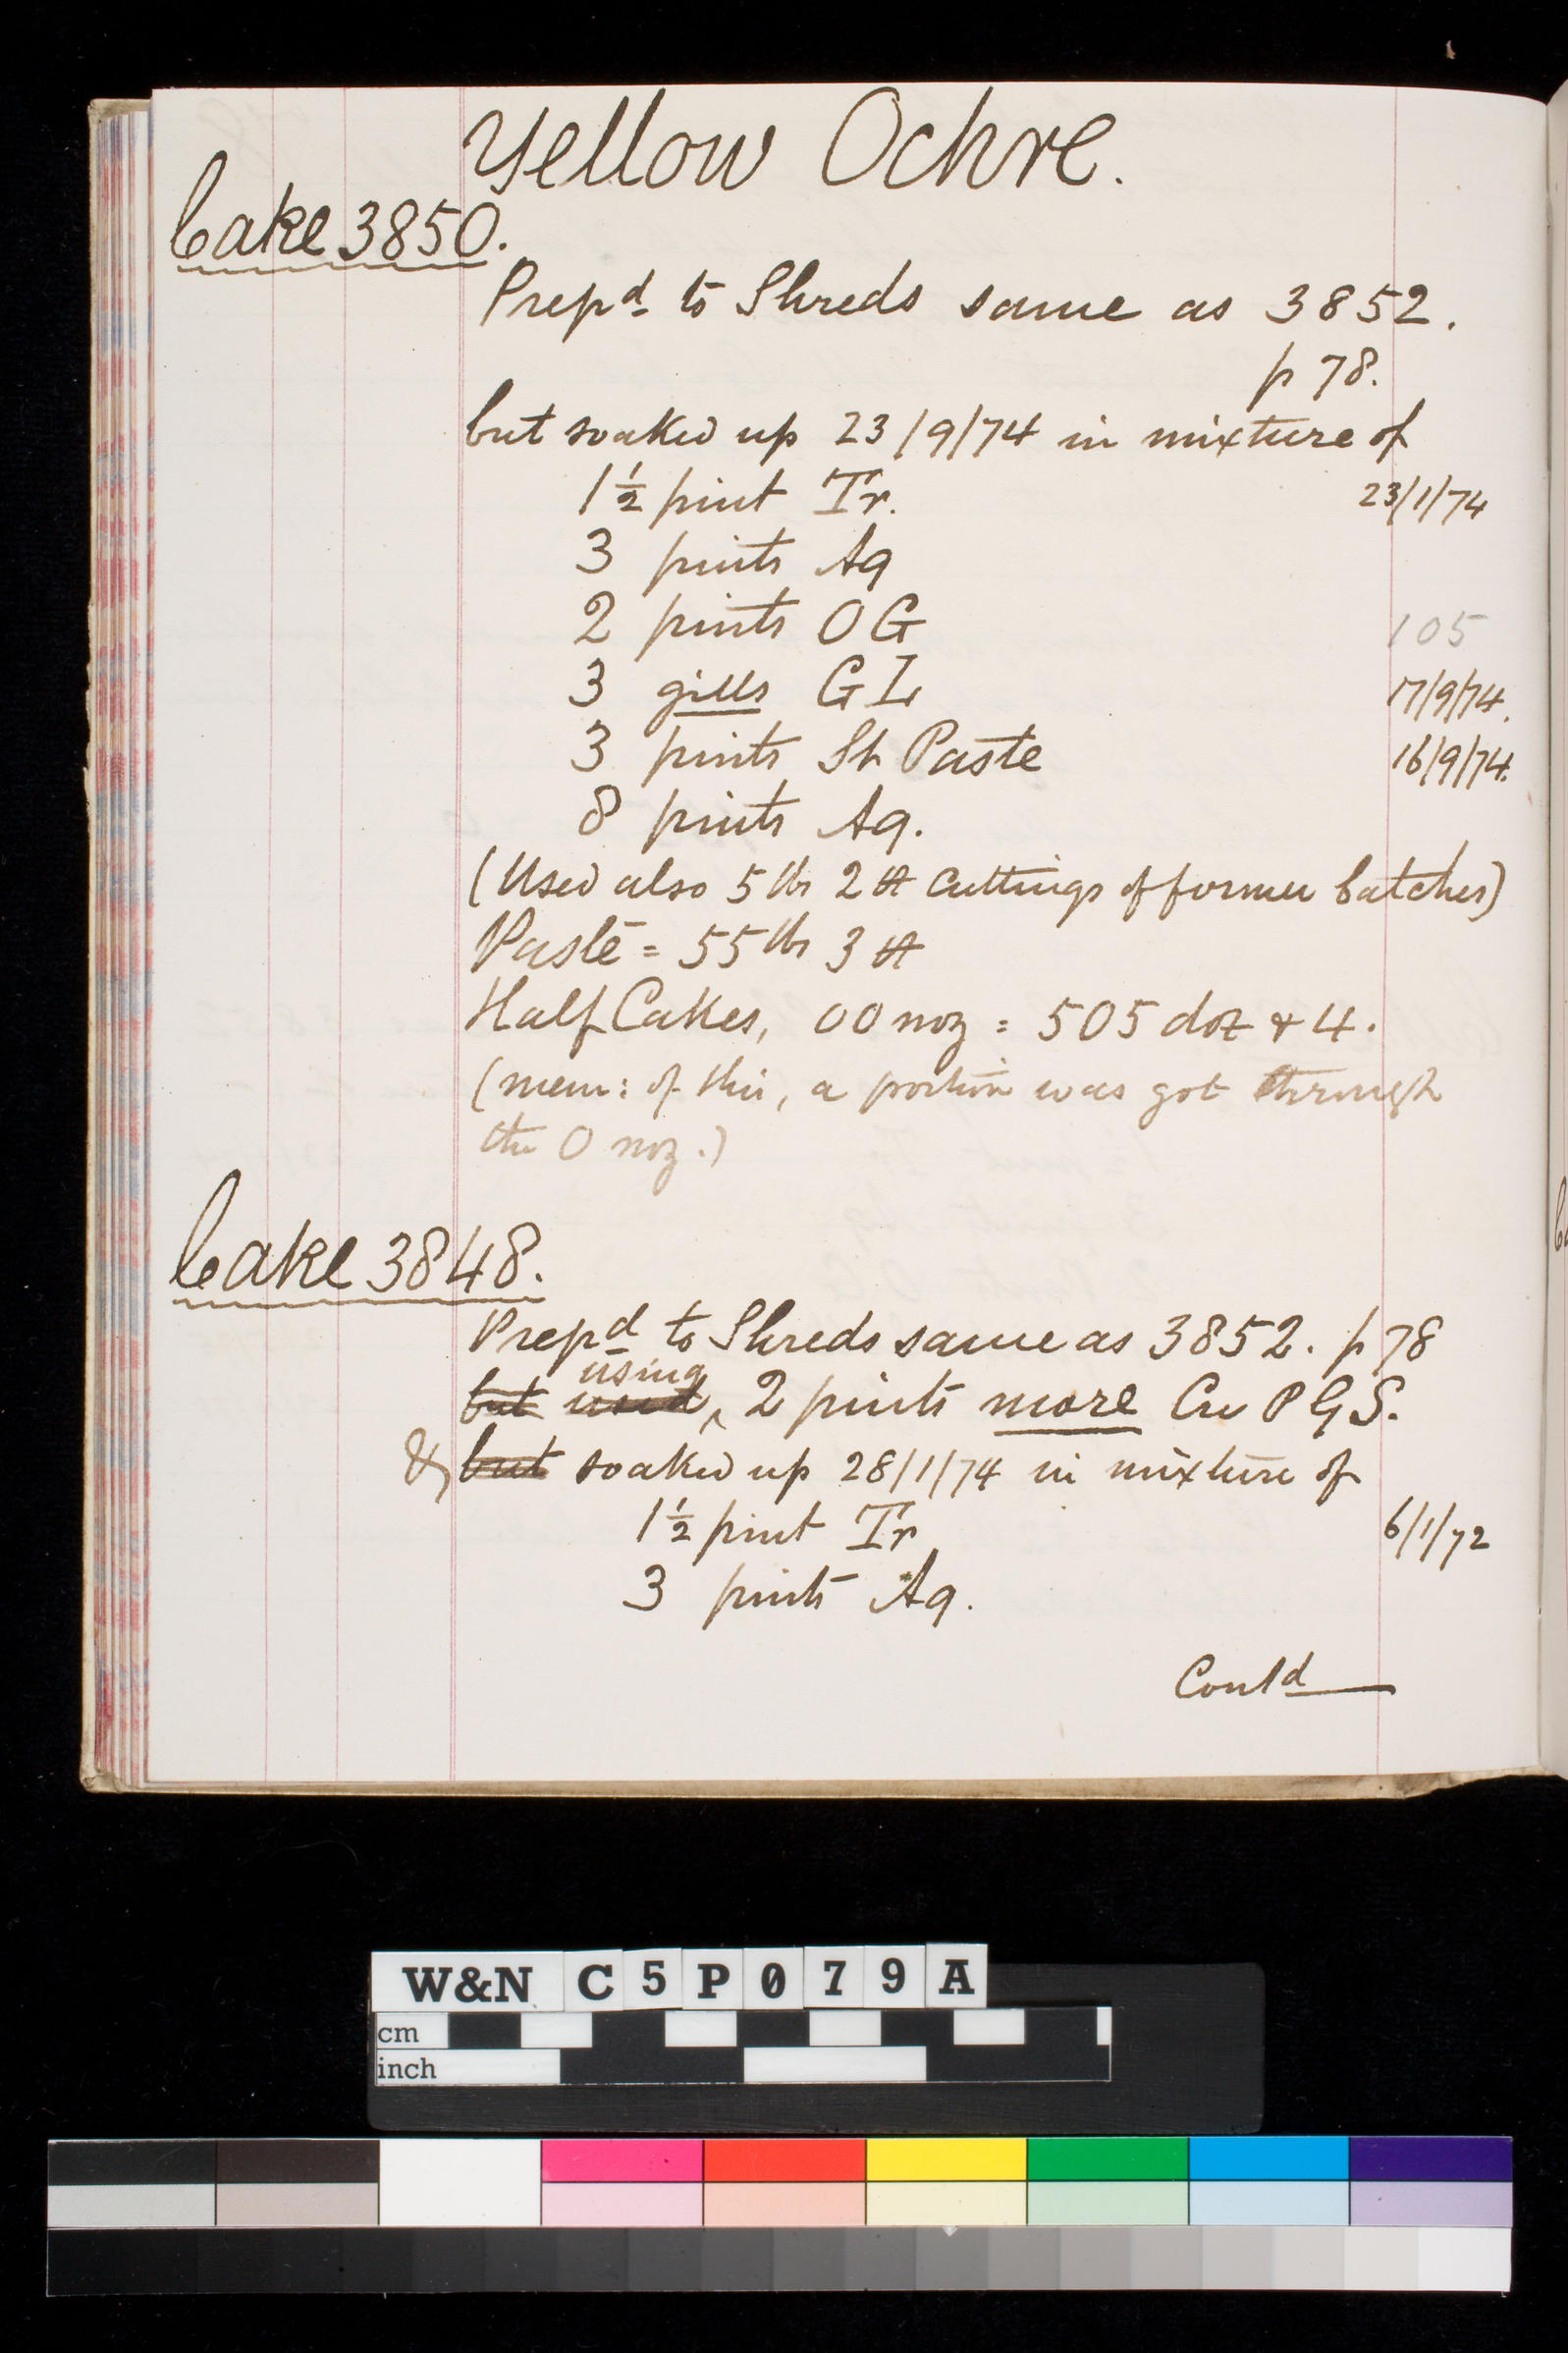 Yellow Ochre.
Cake 3850.
Prepd to Shreds same as 3852.
p 78.
but soaked up 23/9/74 in mixture of
1½ pint Tr. 23/1/74
3 pints Aq
2 pints OG 105
3 gills GL 17/9/74.
3 pints St Paste 16/9/74.
8 pints Aq.
(Used also 5 lbs 2 cuttings of former batches)
Paste = 55 lbs 3
Half Cakes, 00 noz = 505 doz & 4.
(mem: of this, a portion was got through
the 0 noz.)
Cake 3848.
Prepd to Shreds same as 3852. p 78
using
but used 2 pints more Cu P G S.
& but soaked up 28/1/74 in mixture of
1½ pint Tr 6/1/72
3 pints Aq.
Contd
W&N C5P079A
cm
inch